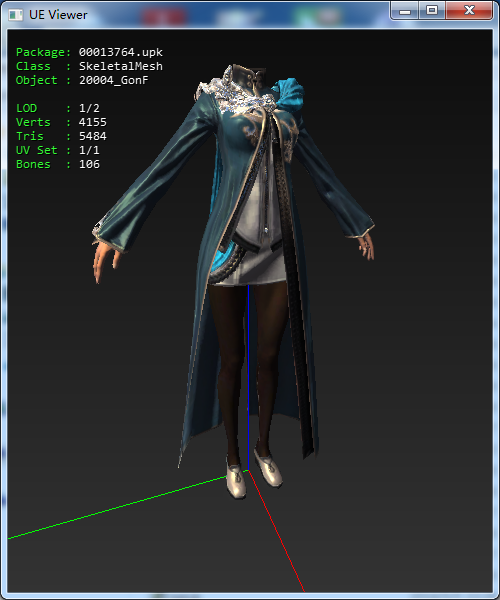 UE Viewer
Package: 00013764.upk
Class : SkeletalMesh
Object : 20004_GonF
LOD : 1/2
Verts : 4155
Tris : 5484
UV Set : 1/1
Bones : 106